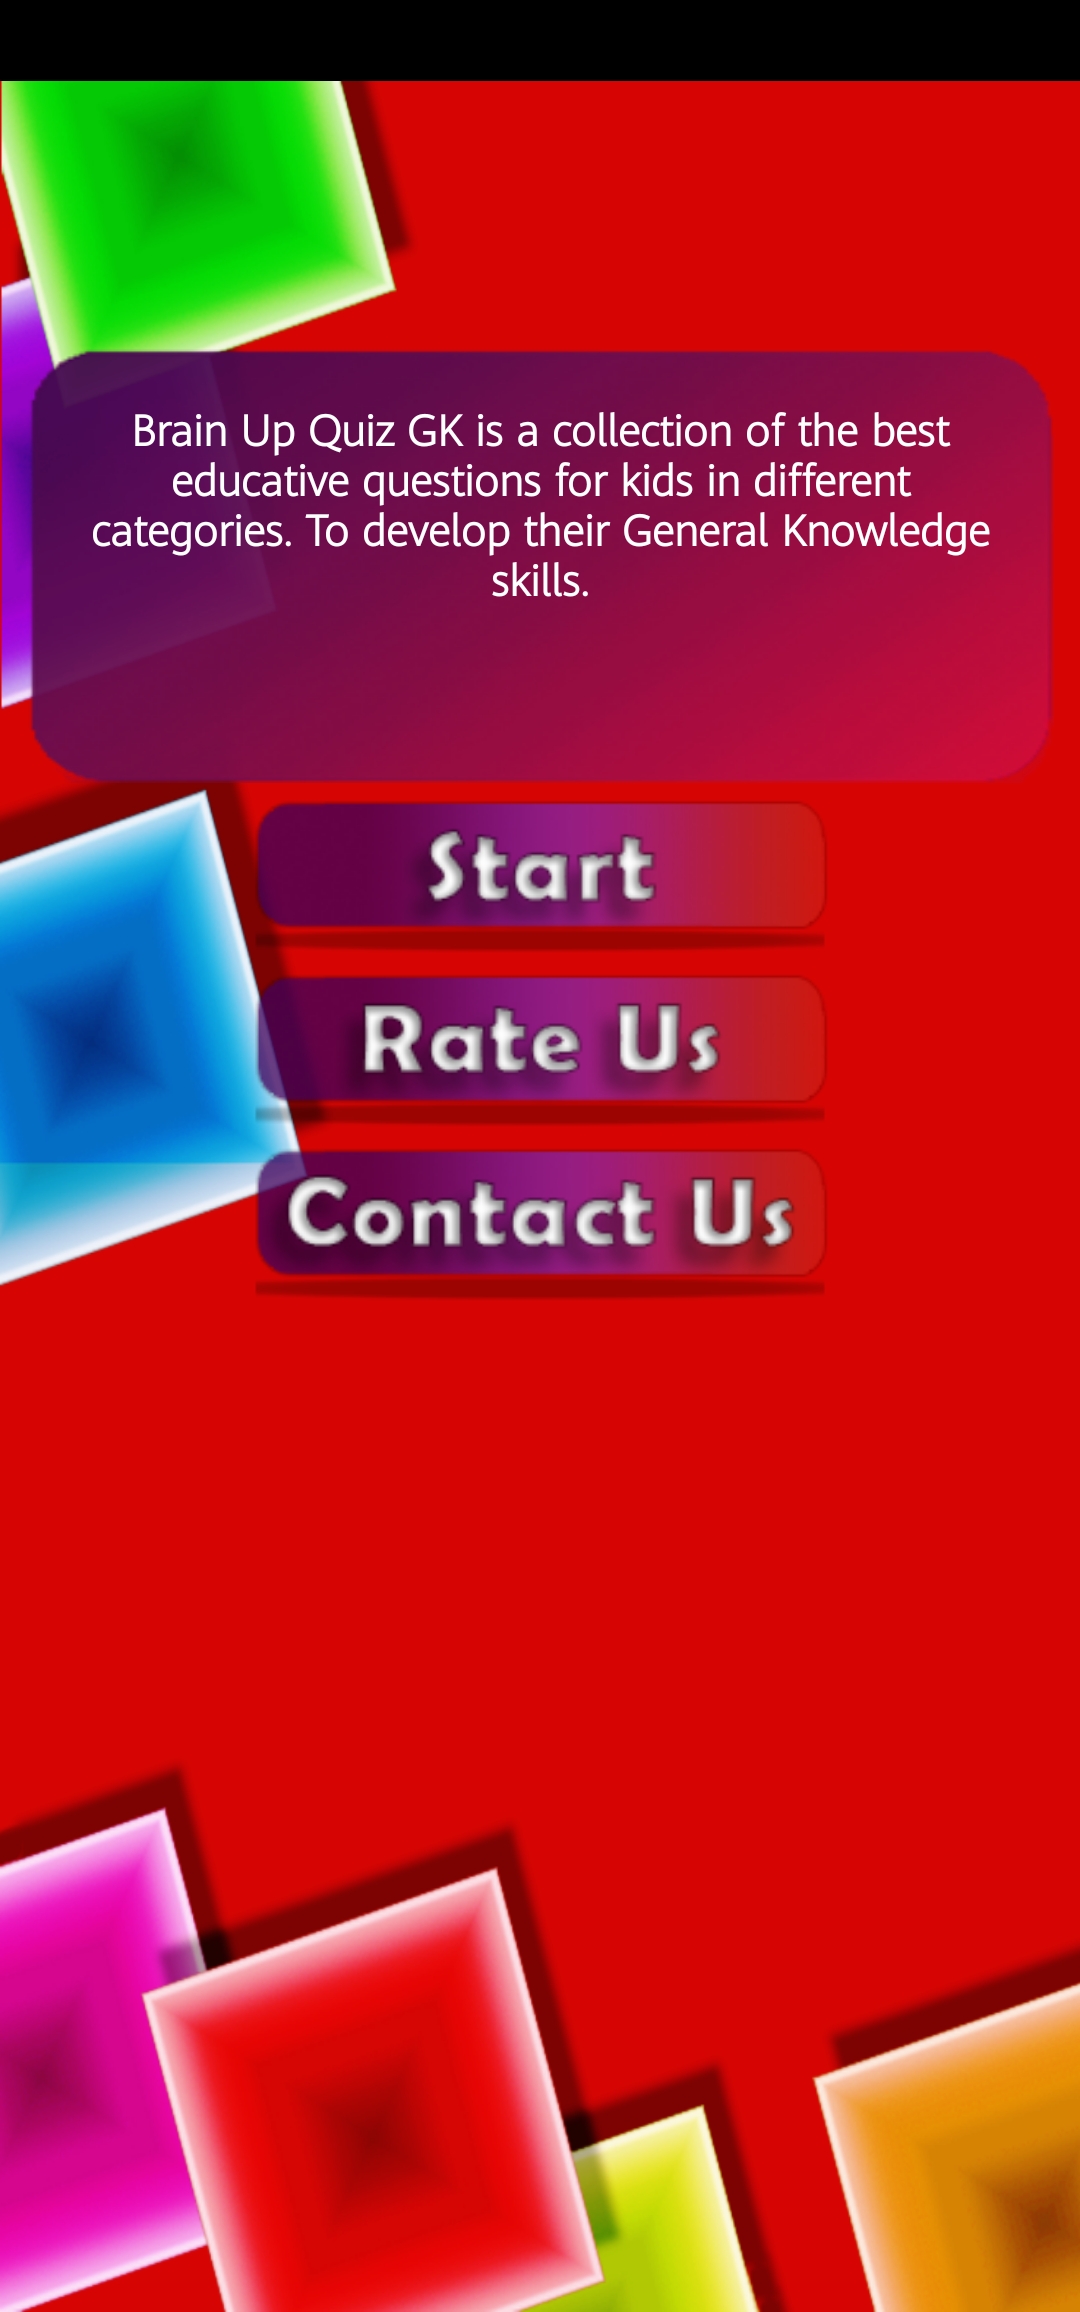 Brain Up Quiz GK is a collection of the best
educative questions for kids in different
categories. To develop their General Knowledge
skills.
Start
Rate Us
Contact Us